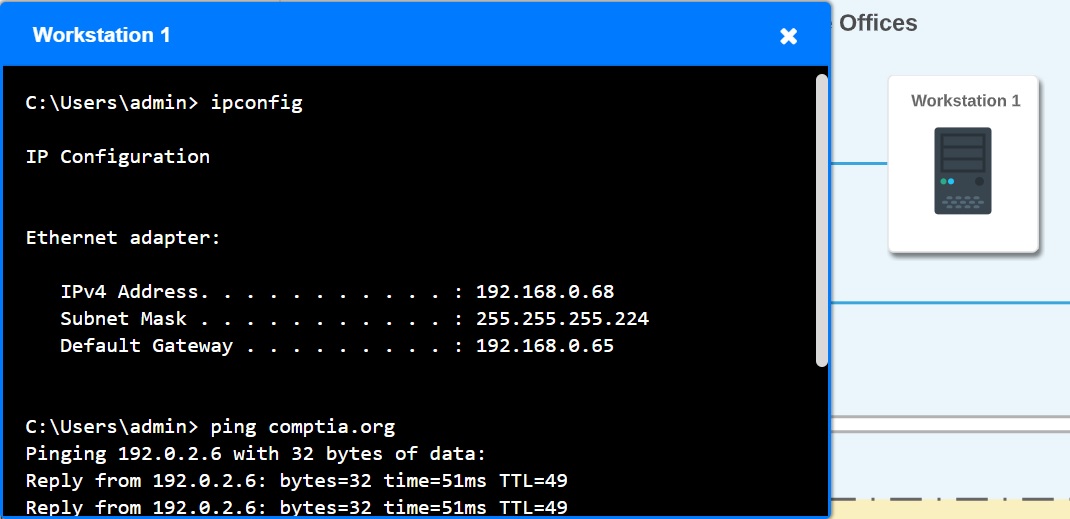 Workstation 1
C:\Users\admin> ipconfig
IP Configuration
Ethernet adapter:
IPv4 Address. . . . . . . . . . . : 192.168.0.68
Subnet Mask . . . . . . . . . . . : 255.255.255.224
Default Gateway . . . . . . . . . : 192.168.0.65
C:\Users\admin> ping comptia.org
Pinging 192.0.2.6 with 32 bytes of data:
Reply from 192.0.2.6: bytes=32 time=51ms TTL=49
Reply from 192.0.2.6: bytes=32 time=51ms TTL=49
Offices
Workstation 1